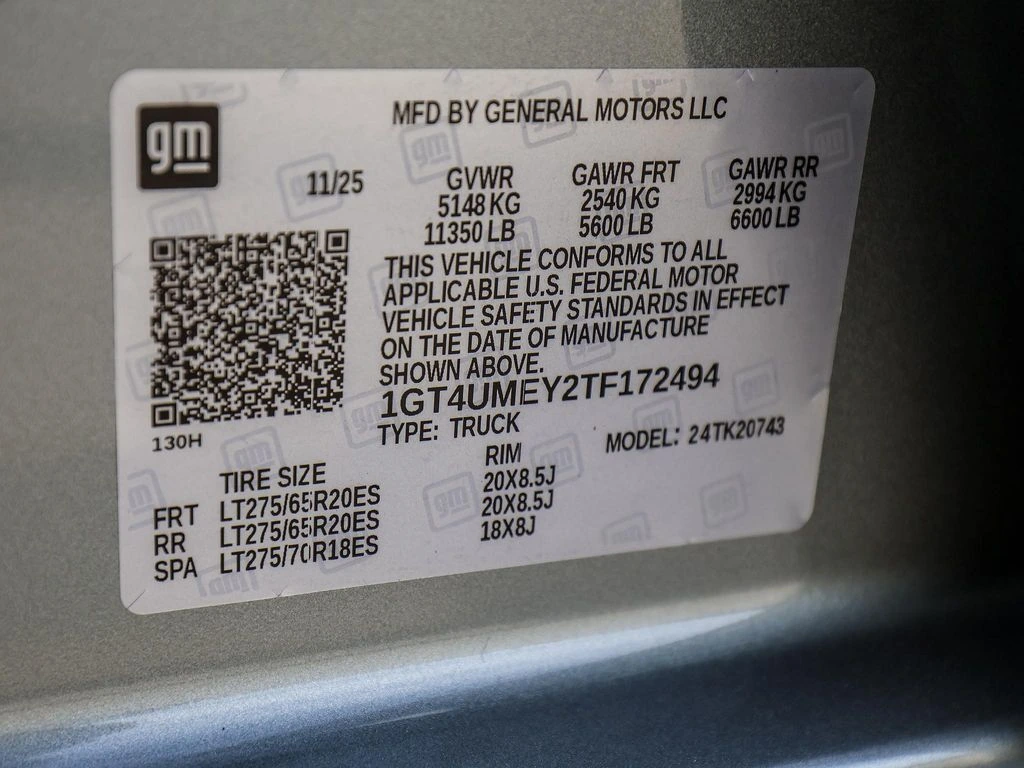 gm
MFD BY GENERAL MOTORS LLC
11/25 GVWR GAWR FRT GAWR RR
5148 KG 2540 KG 2994 KG
11350 LB 5600 LB 6600 LB
THIS VEHICLE CONFORMS TO ALL
APPLICABLE U.S. FEDERAL MOTOR
VEHICLE SAFETY STANDARDS IN EFFECT
ON THE DATE OF MANUFACTURE
SHOWN ABOVE.
1GT4UMEY2TF172494
TYPE: TRUCK MODEL: 24TK20743
130H
TIRE SIZE RIM
FRT LT275/65R20ES 20X8.5J
RR LT275/65R20ES 20X8.5J
SPA LT275/70R18ES 18X8J